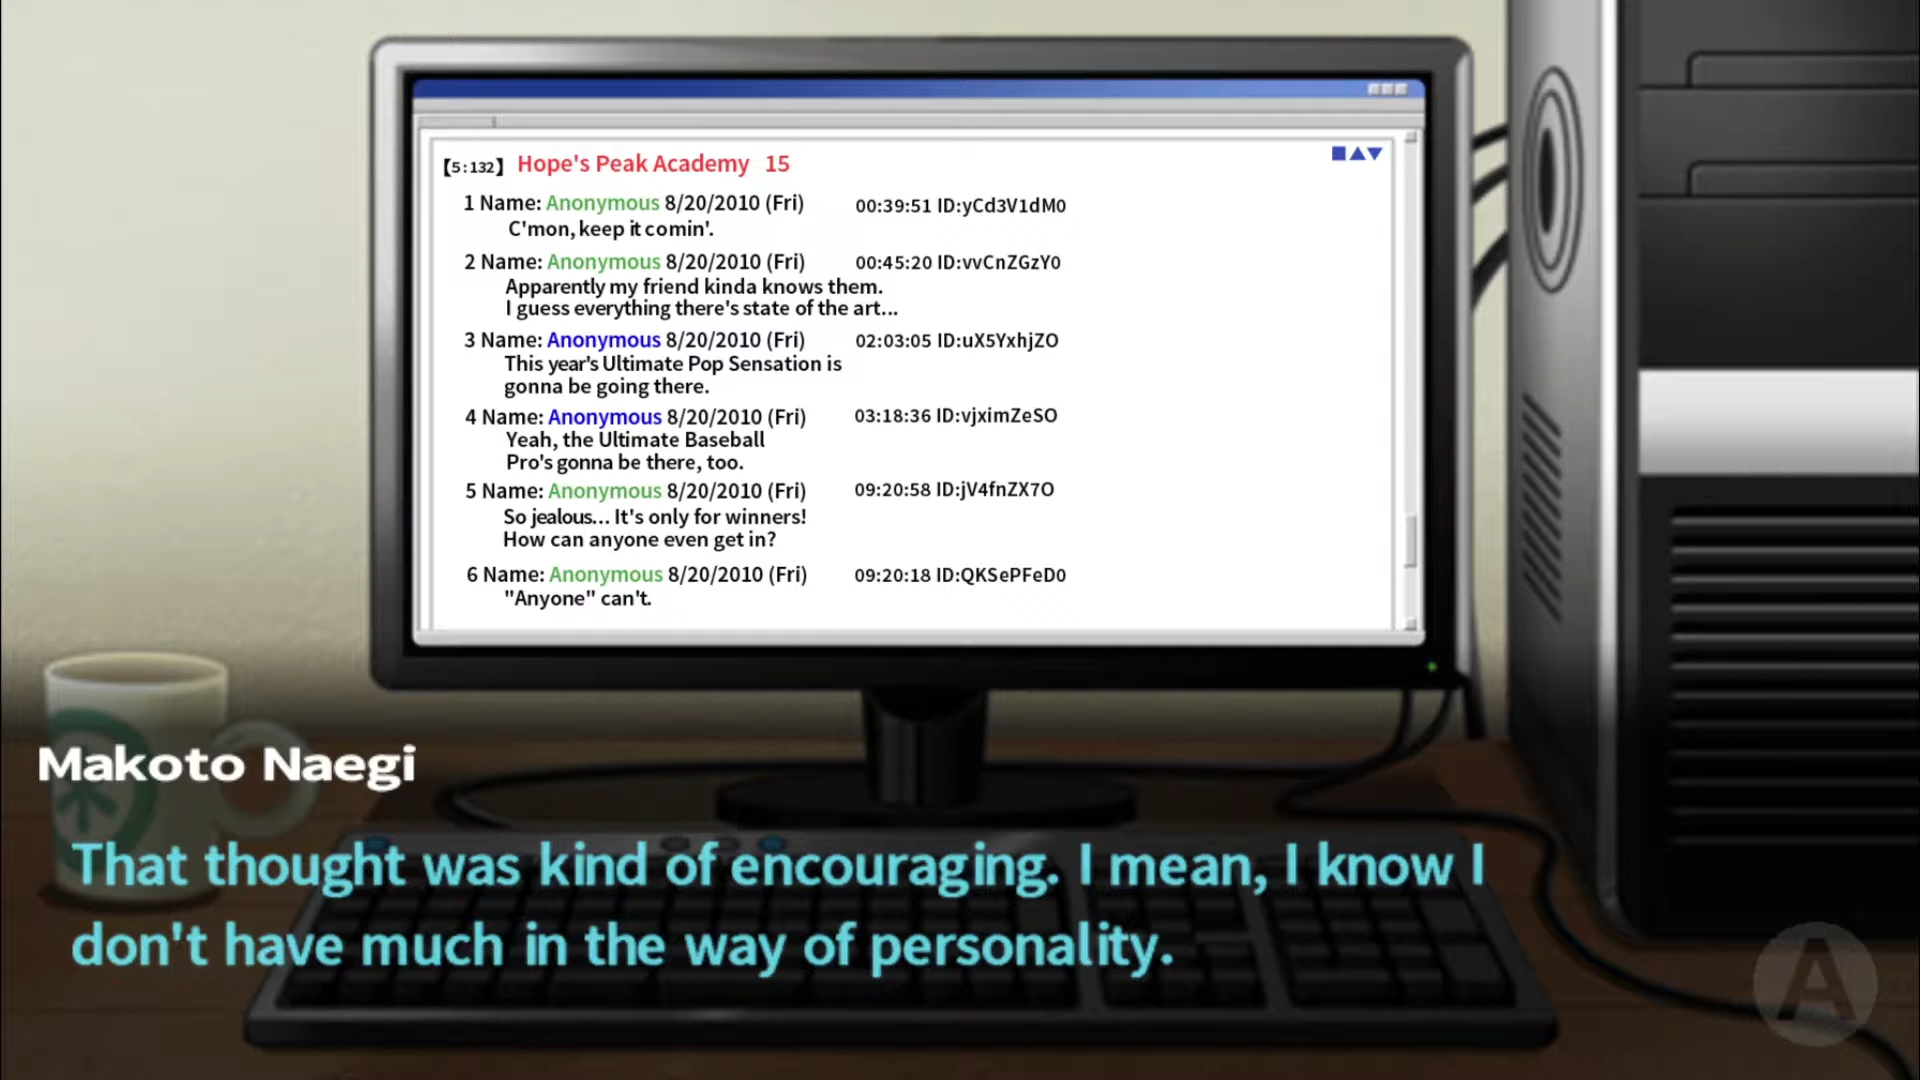 【5:132】 Hope's Peak Academy 15
1 Name: Anonymous 8/20/2010 (Fri) 00:39:51 ID:yCd3V1dM0
C'mon, keep it comin'.
2 Name: Anonymous 8/20/2010 (Fri) 00:45:20 ID:vvCnZGzY0
Apparently my friend kinda knows them.
I guess everything there's state of the art...
3 Name: Anonymous 8/20/2010 (Fri) 02:03:05 ID:uX5YxhjZO
This year's Ultimate Pop Sensation is
gonna be going there.
4 Name: Anonymous 8/20/2010 (Fri) 03:18:36 ID:vjximZeSO
Yeah, the Ultimate Baseball
Pro's gonna be there, too.
5 Name: Anonymous 8/20/2010 (Fri) 09:20:58 ID:jV4fnZX7O
So jealous... It's only for winners!
How can anyone even get in?
6 Name: Anonymous 8/20/2010 (Fri) 09:20:18 ID:QKSePFeD0
"Anyone" can't.
Makoto Naegi
That thought was kind of encouraging. I mean, I know I
don't have much in the way of personality.
A